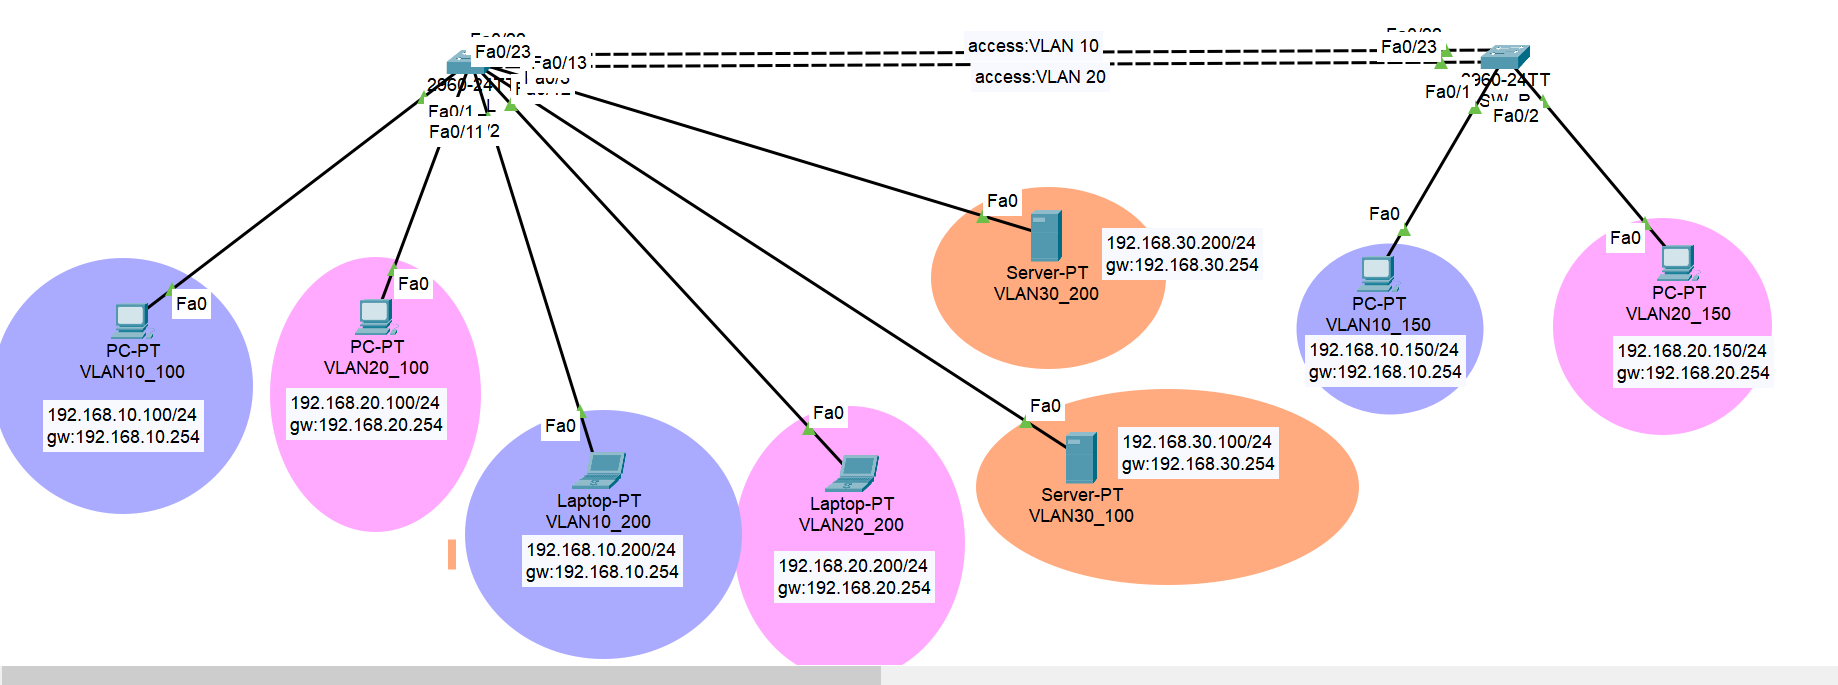 Fa0/23
Fa0/13
access:VLAN 10
access:VLAN 20
Fa0/23
2960-24TT
Fa0/1
Fa0/11
Fa0/1
Fa0/2
Fa0
PC-PT
VLAN10_100
192.168.10.100/24
gw:192.168.10.254
Fa0
PC-PT
VLAN20_100
192.168.20.100/24
gw:192.168.20.254
Fa0
Laptop-PT
VLAN10_200
192.168.10.200/24
gw:192.168.10.254
Fa0
Laptop-PT
VLAN20_200
192.168.20.200/24
gw:192.168.20.254
Fa0
Server-PT
VLAN30_200
192.168.30.200/24
gw:192.168.30.254
Fa0
Server-PT
VLAN30_100
192.168.30.100/24
gw:192.168.30.254
Fa0
PC-PT
VLAN10_150
192.168.10.150/24
gw:192.168.10.254
Fa0
PC-PT
VLAN20_150
192.168.20.150/24
gw:192.168.20.254